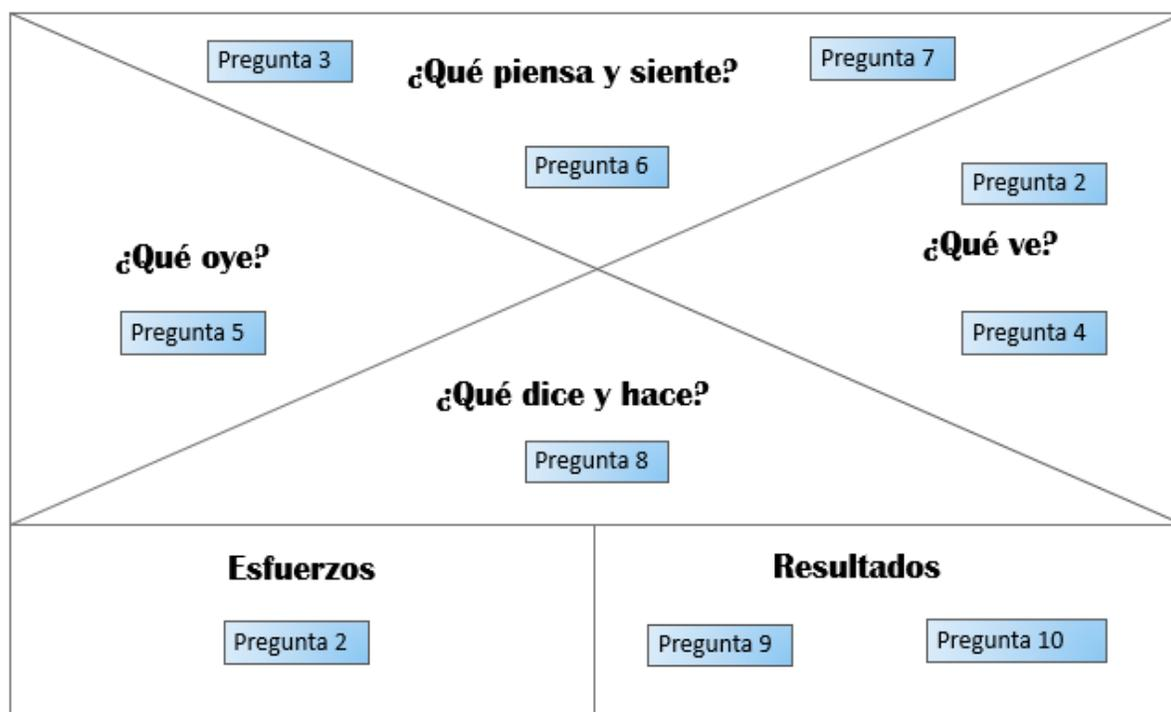 Pregunta 3
¿Qué piensa y siente?
Pregunta 7
Pregunta 6
Pregunta 2
¿Qué oye?
¿Qué ve?
Pregunta 5
Pregunta 4
¿Qué dice y hace?
Pregunta 8
Esfuerzos
Resultados
Pregunta 2
Pregunta 9
Pregunta 10